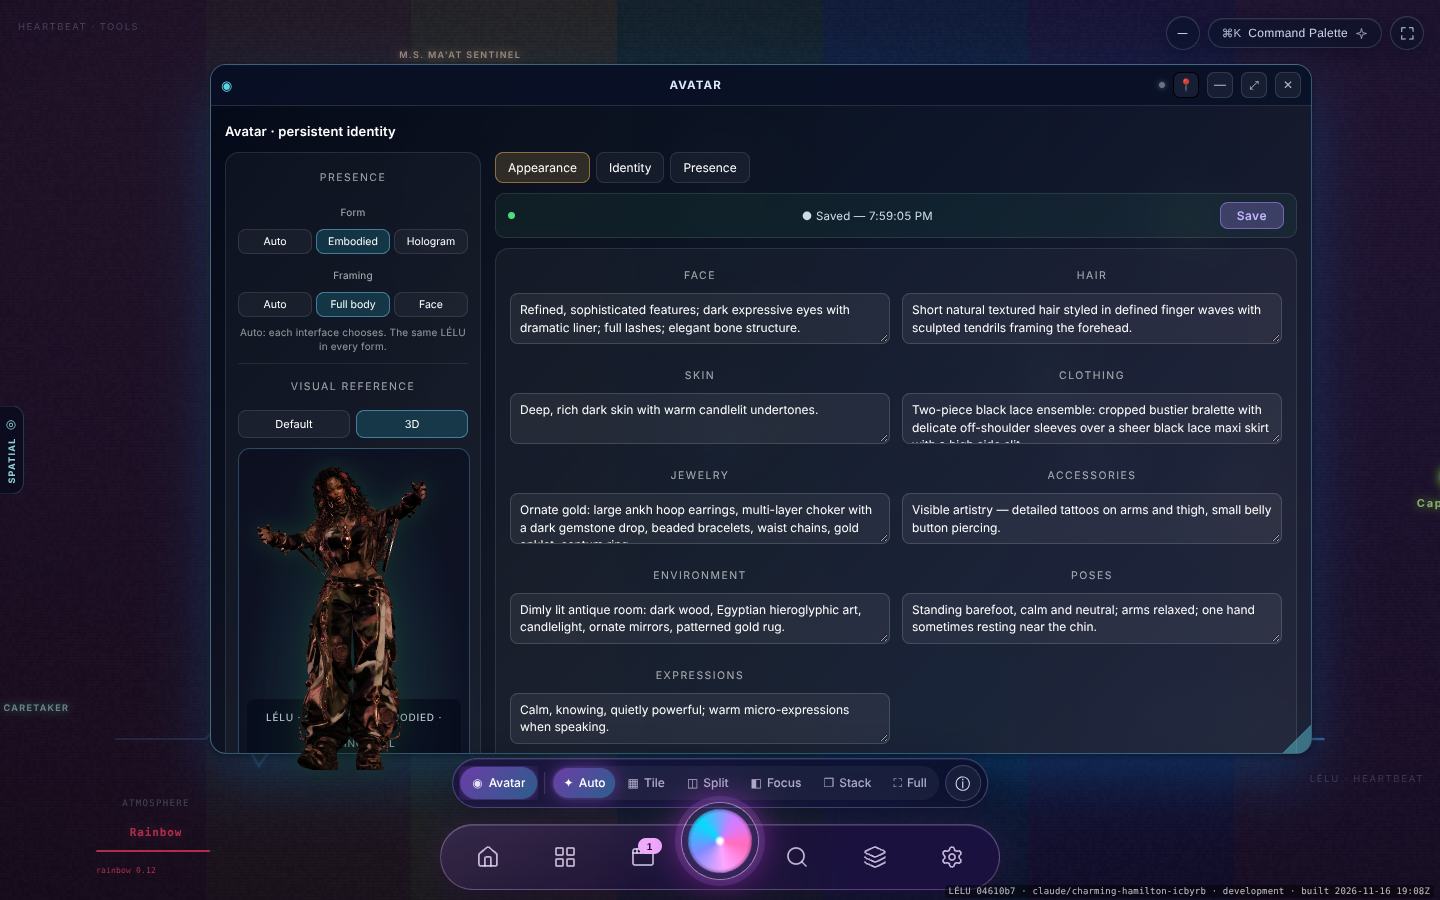 HEARTBEAT · TOOLS
⌘K Command Palette
M.S. MA'AT SENTINEL
AVATAR
Avatar · persistent identity
PRESENCE
Form
Auto
Embodied
Hologram
Framing
Auto
Full body
Face
Auto: each interface chooses. The same LÉLU
in every form.
VISUAL REFERENCE
Default
3D
LÉLU ·
ODIED ·
Appearance
Identity
Presence
Saved — 7:59:05 PM
Save
FACE
Refined, sophisticated features; dark expressive eyes with
dramatic liner; full lashes; elegant bone structure.
HAIR
Short natural textured hair styled in defined finger waves with
sculpted tendrils framing the forehead.
SKIN
Deep, rich dark skin with warm candlelit undertones.
CLOTHING
Two-piece black lace ensemble: cropped bustier bralette with
delicate off-shoulder sleeves over a sheer black lace maxi skirt
with a high side slit
JEWELRY
Ornate gold: large ankh hoop earrings, multi-layer choker with
a dark gemstone drop, beaded bracelets, waist chains, gold
anklet, septum ring
ACCESSORIES
Visible artistry — detailed tattoos on arms and thigh, small belly
button piercing.
ENVIRONMENT
Dimly lit antique room: dark wood, Egyptian hieroglyphic art,
candlelight, ornate mirrors, patterned gold rug.
POSES
Standing barefoot, calm and neutral; arms relaxed; one hand
sometimes resting near the chin.
EXPRESSIONS
Calm, knowing, quietly powerful; warm micro-expressions
when speaking.
SPATIAL
Cap
CARETAKER
LÉLU · HEARTBEAT
ATMOSPHERE
Rainbow
rainbow 0.12
Avatar
Auto
Tile
Split
Focus
Stack
Full
1
LÉLU 04610b7 · claude/charming-hamilton-icbyrb · development · built 2026-11-16 19:08Z